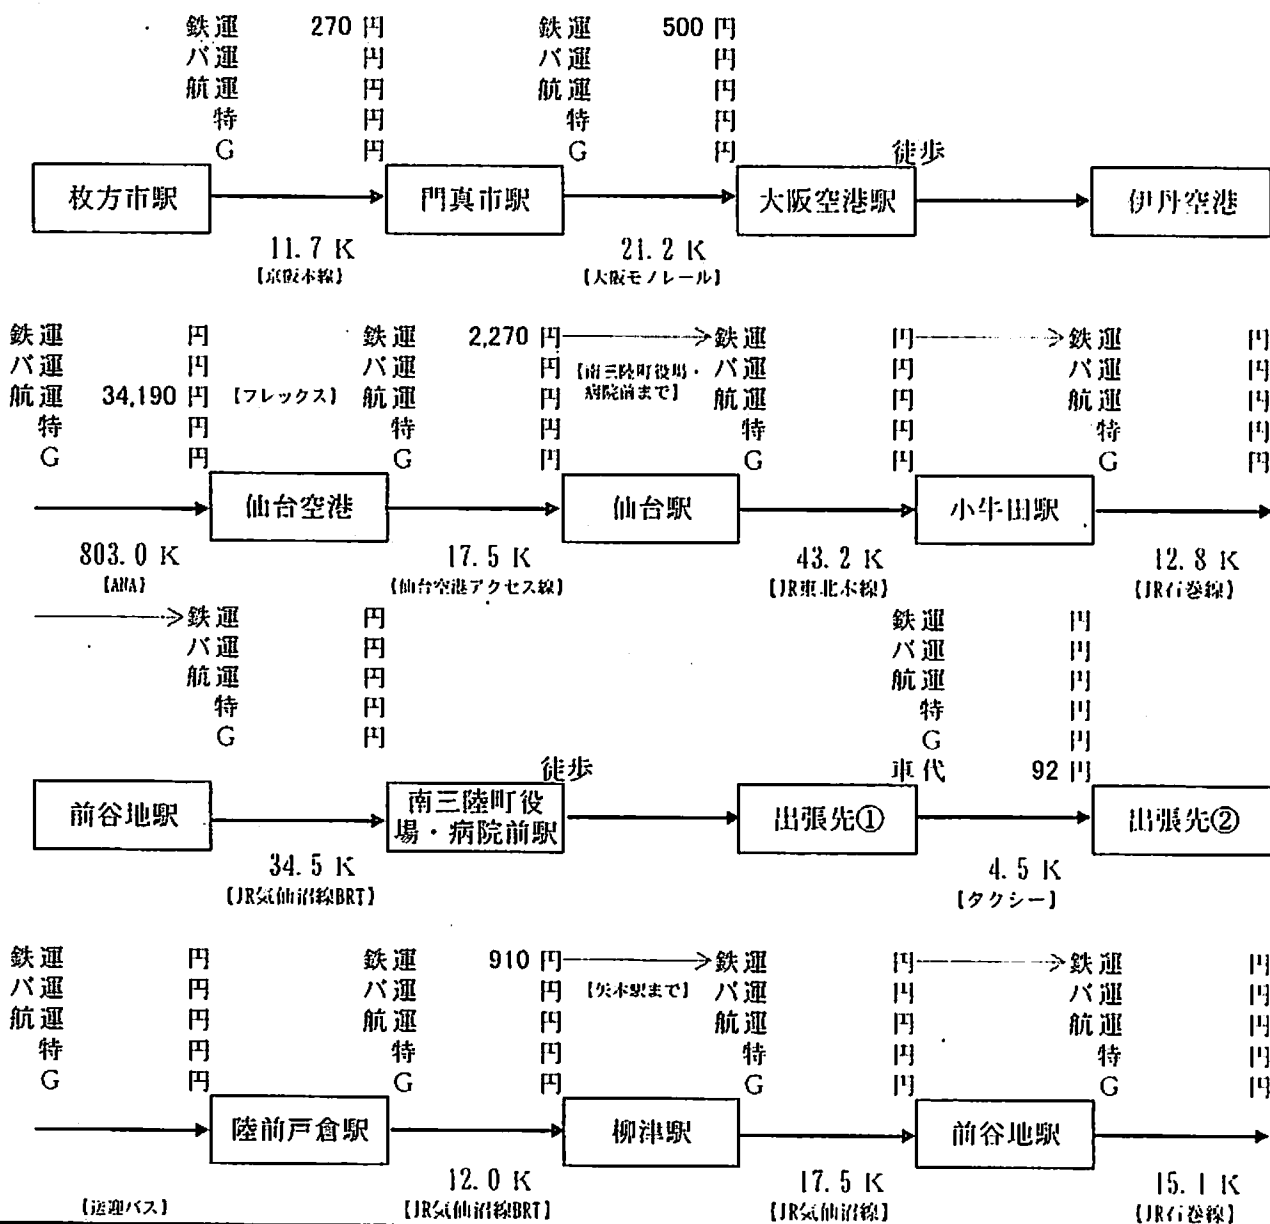 鉄運 270 円 鉄運 500 円
バ運 円 バ運 円
航運 円 航運 円
特 円 特 円
G 円 G 円 徒歩
枚方市駅 門真市駅 大阪空港駅 伊丹空港
11.7 K 21.2 K
【京阪本線】 【大阪モノレール】
鉄運 円 鉄運 2,270 円 鉄運 円 鉄運 円
バ運 円 バ運 円 【南三陸町役場・ バ運 円 バ運 円
航運 34,190 円 【フレックス】 航運 円 病院前まで】 航運 円 航運 円
特 円 特 円 特 円 特 円
G 円 G 円 G 円 G 円
仙台空港 仙台駅 小牛田駅
803.0 K 17.5 K 43.2 K 12.8 K
【ANA】 【仙台空港アクセス線】 【JR東北本線】 【JR石巻線】
鉄運 円 鉄運 円
バ運 円 バ運 円
航運 円 航運 円
特 円 特 円
G 円 G 円
徒歩 車代 92 円
前谷地駅 南三陸町役場・病院前駅 出張先① 出張先②
34.5 K 4.5 K
【JR気仙沼線BRT】 【タクシー】
鉄運 円 鉄運 910 円 鉄運 円 鉄運 円
バ運 円 バ運 円 【矢本駅まで】 バ運 円 バ運 円
航運 円 航運 円 航運 円 航運 円
特 円 特 円 特 円 特 円
G 円 G 円 G 円 G 円
陸前戸倉駅 柳津駅 前谷地駅
12.0 K 17.5 K 15.1 K
【送迎バス】 【JR気仙沼線BRT】 【JR気仙沼線】 【JR石巻線】